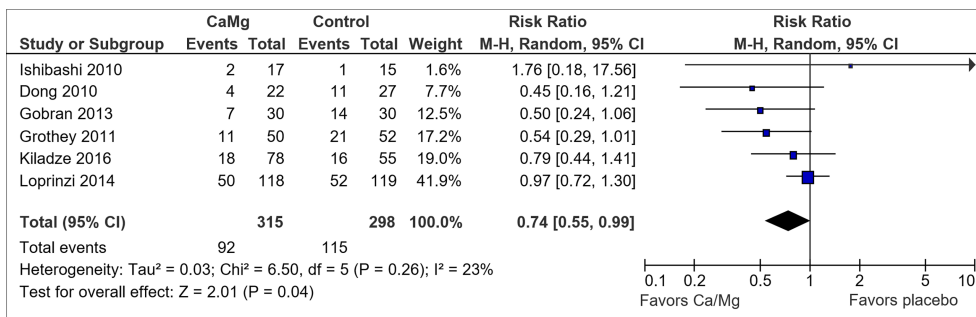 CaMg Control Risk Ratio Risk Ratio
Study or Subgroup Events Total Events Total Weight M-H, Random, 95% CI M-H, Random, 95% CI
Ishibashi 2010 2 17 1 15 1.6% 1.76 [0.18, 17.56]
Dong 2010 4 22 11 27 7.7% 0.45 [0.16, 1.21]
Gobran 2013 7 30 14 30 12.5% 0.50 [0.24, 1.06]
Grothey 2011 11 50 21 52 17.2% 0.54 [0.29, 1.01]
Kiladze 2016 18 78 16 55 19.0% 0.79 [0.44, 1.41]
Loprinzi 2014 50 118 52 119 41.9% 0.97 [0.72, 1.30]
Total (95% CI) 315 298 100.0% 0.74 [0.55, 0.99]
Total events 92 115
Heterogeneity: Tau² = 0.03; Chi² = 6.50, df = 5 (P = 0.26); I² = 23%
Test for overall effect: Z = 2.01 (P = 0.04)
0.1 0.2 0.5 1 2 5 10
Favors Ca/Mg Favors placebo